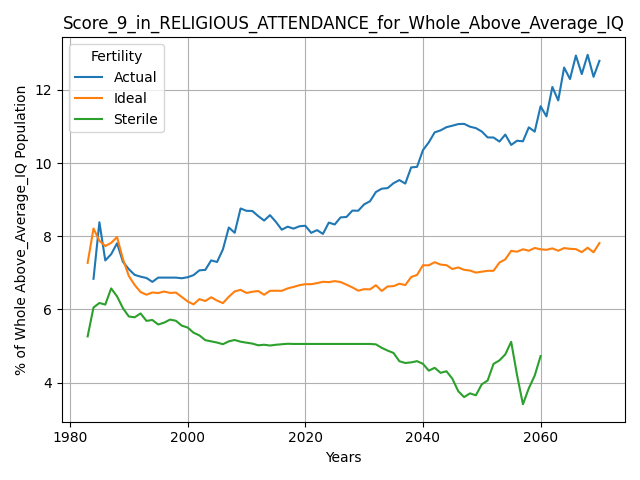 Score_9_in_RELIGIOUS_ATTENDANCE_for_Whole_Above_Average_IQ
Fertility
Actual
Ideal
Sterile
% of Whole Above_Average_IQ Population
12
10
8
6
4
1980
2000
2020
2040
2060
Years